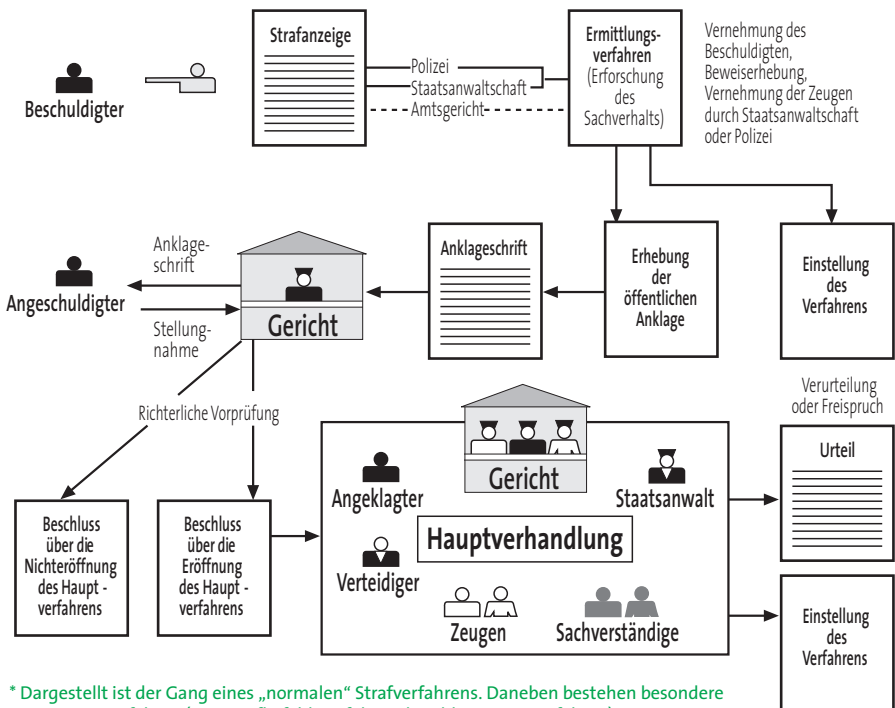 Strafanzeige
Polizei
Staatsanwaltschaft
Amtsgericht
Ermittlungs-
verfahren
(Erforschung
des
Sachverhalts)
Vernehmung des
Beschuldigten,
Beweiserhebung,
Vernehmung der Zeugen
durch Staatsanwaltschaft
oder Polizei
Beschuldigter
Anklage-
schrift
Angeschuldigter
Stellung-
nahme
Gericht
Anklageschrift
Erhebung
der
öffentlichen
Anklage
Einstellung
des
Verfahrens
Richterliche Vorprüfung
Verurteilung
oder Freispruch
Beschluss
über die
Nichteröffnung
des Haupt -
verfahrens
Beschluss
über die
Eröffnung
des Haupt -
verfahrens
Gericht
Angeklagter
Staatsanwalt
Hauptverhandlung
Verteidiger
Zeugen
Sachverständige
Urteil
Einstellung
des
Verfahrens
* Dargestellt ist der Gang eines „normalen“ Strafverfahrens. Daneben bestehen besondere